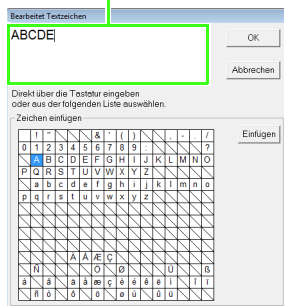 Bearbeitet Textzeichen
ABCDE
OK
Abbrechen
Direkt über die Tastatur eingeben
oder aus der folgenden Liste auswählen.
Zeichen einfügen
Einfügen
! " & ' ( ) , - . /
0 1 2 3 4 5 6 7 8 9 : ?
A B C D E F G H I J K L M N O
P Q R S T U V W X Y Z
a b c d e f g h i j k l m n o
p q r s t u v w x y z
Ä Å Æ Ç
Ñ Ö Ø Ü ß
à á ä å æ ç è é ê ë ì ï
ñ ó ô ö ø ú û ü